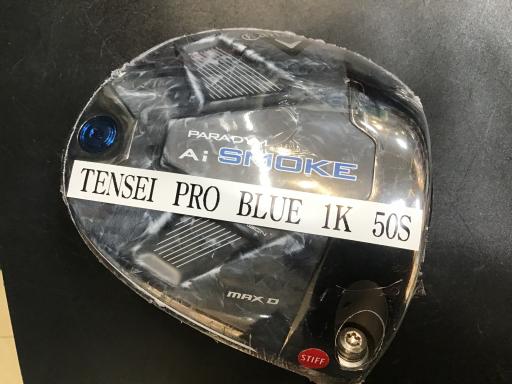 PARADYM
Ai SMOKE
TENSEI PRO BLUE 1K 50S
MAX D
STIFF